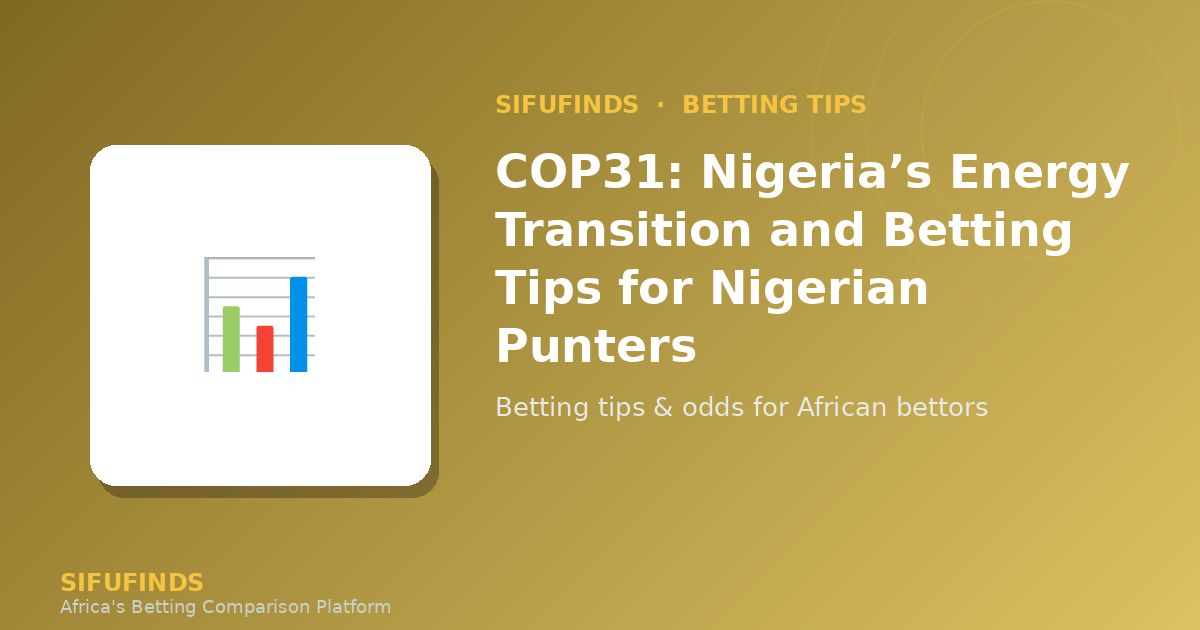 SIFUFINDS · BETTING TIPS
COP31: Nigeria’s Energy
Transition and Betting
Tips for Nigerian
Punters
Betting tips & odds for African bettors
SIFUFINDS
Africa's Betting Comparison Platform